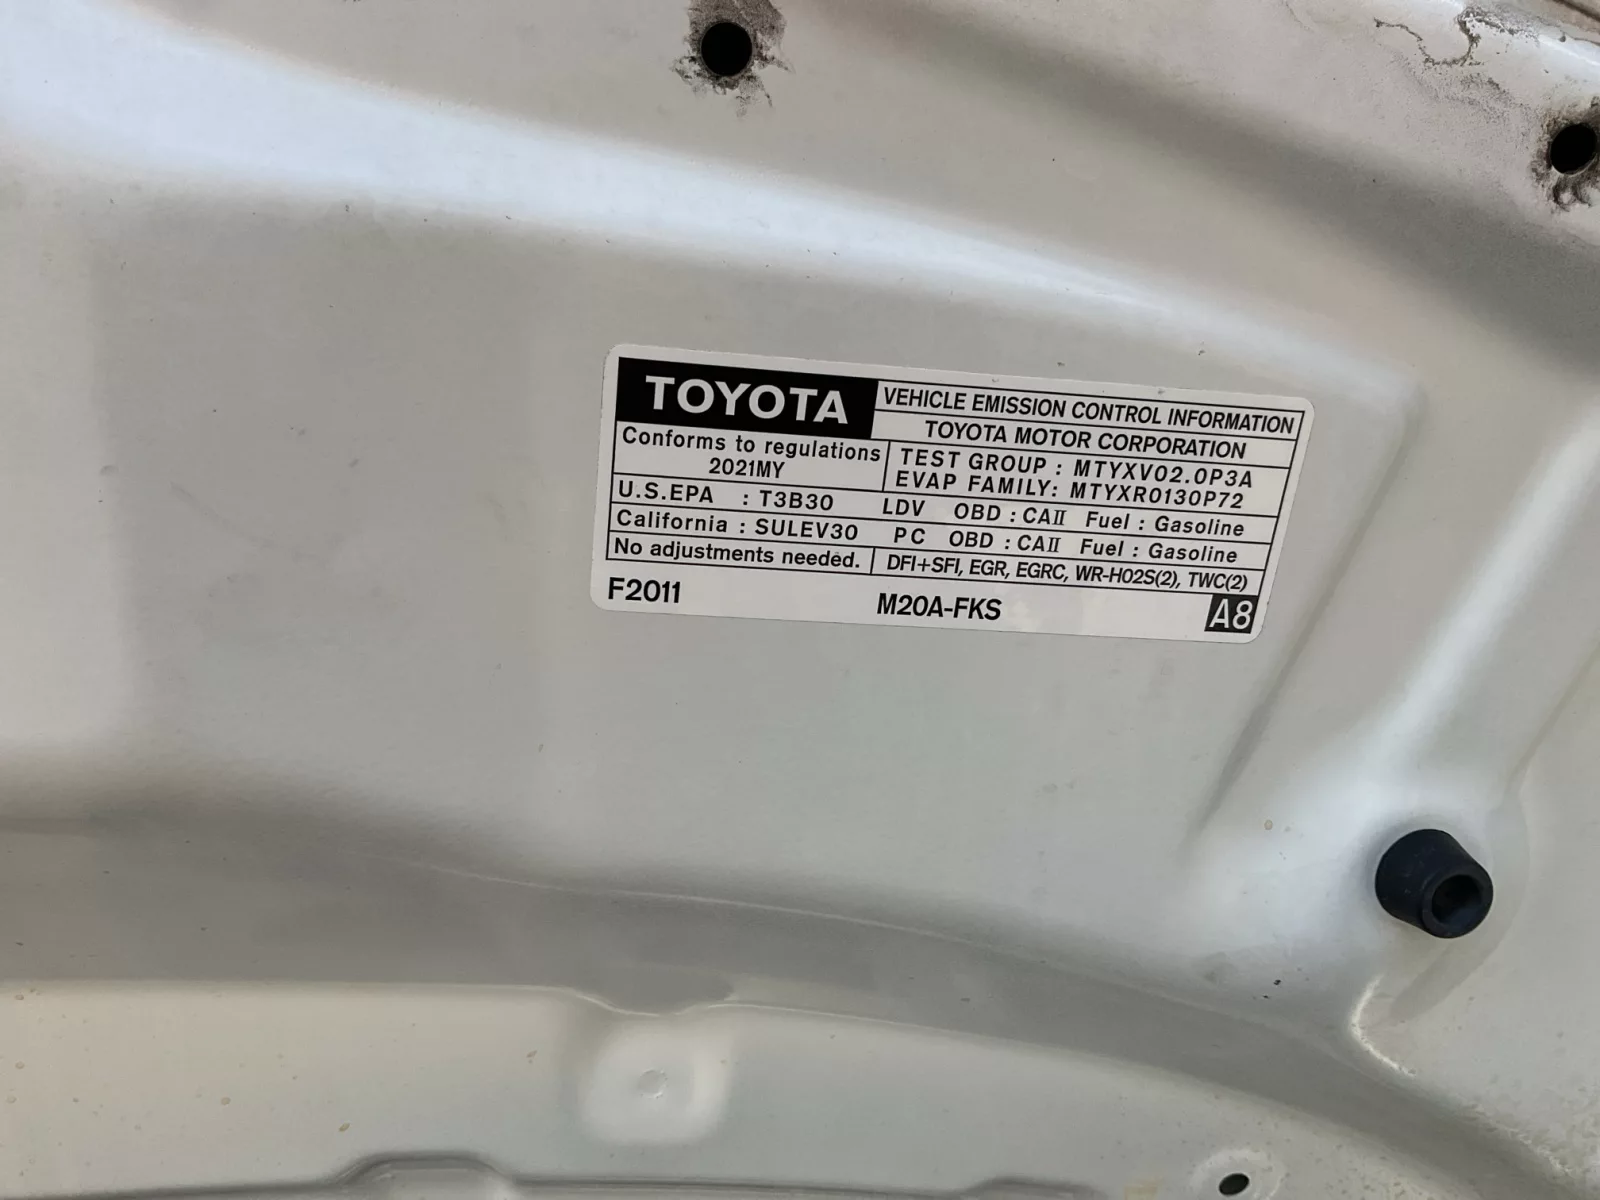 TOYOTA
VEHICLE EMISSION CONTROL INFORMATION
TOYOTA MOTOR CORPORATION
Conforms to regulations
2021MY
TEST GROUP : MTYXV02.0P3A
EVAP FAMILY: MTYXR0130P72
U.S.EPA : T3B30 LDV OBD : CAII Fuel : Gasoline
California : SULEV30 PC OBD : CAII Fuel : Gasoline
No adjustments needed. DFI+SFI, EGR, EGRC, WR-HO2S(2), TWC(2)
F2011 M20A-FKS A8